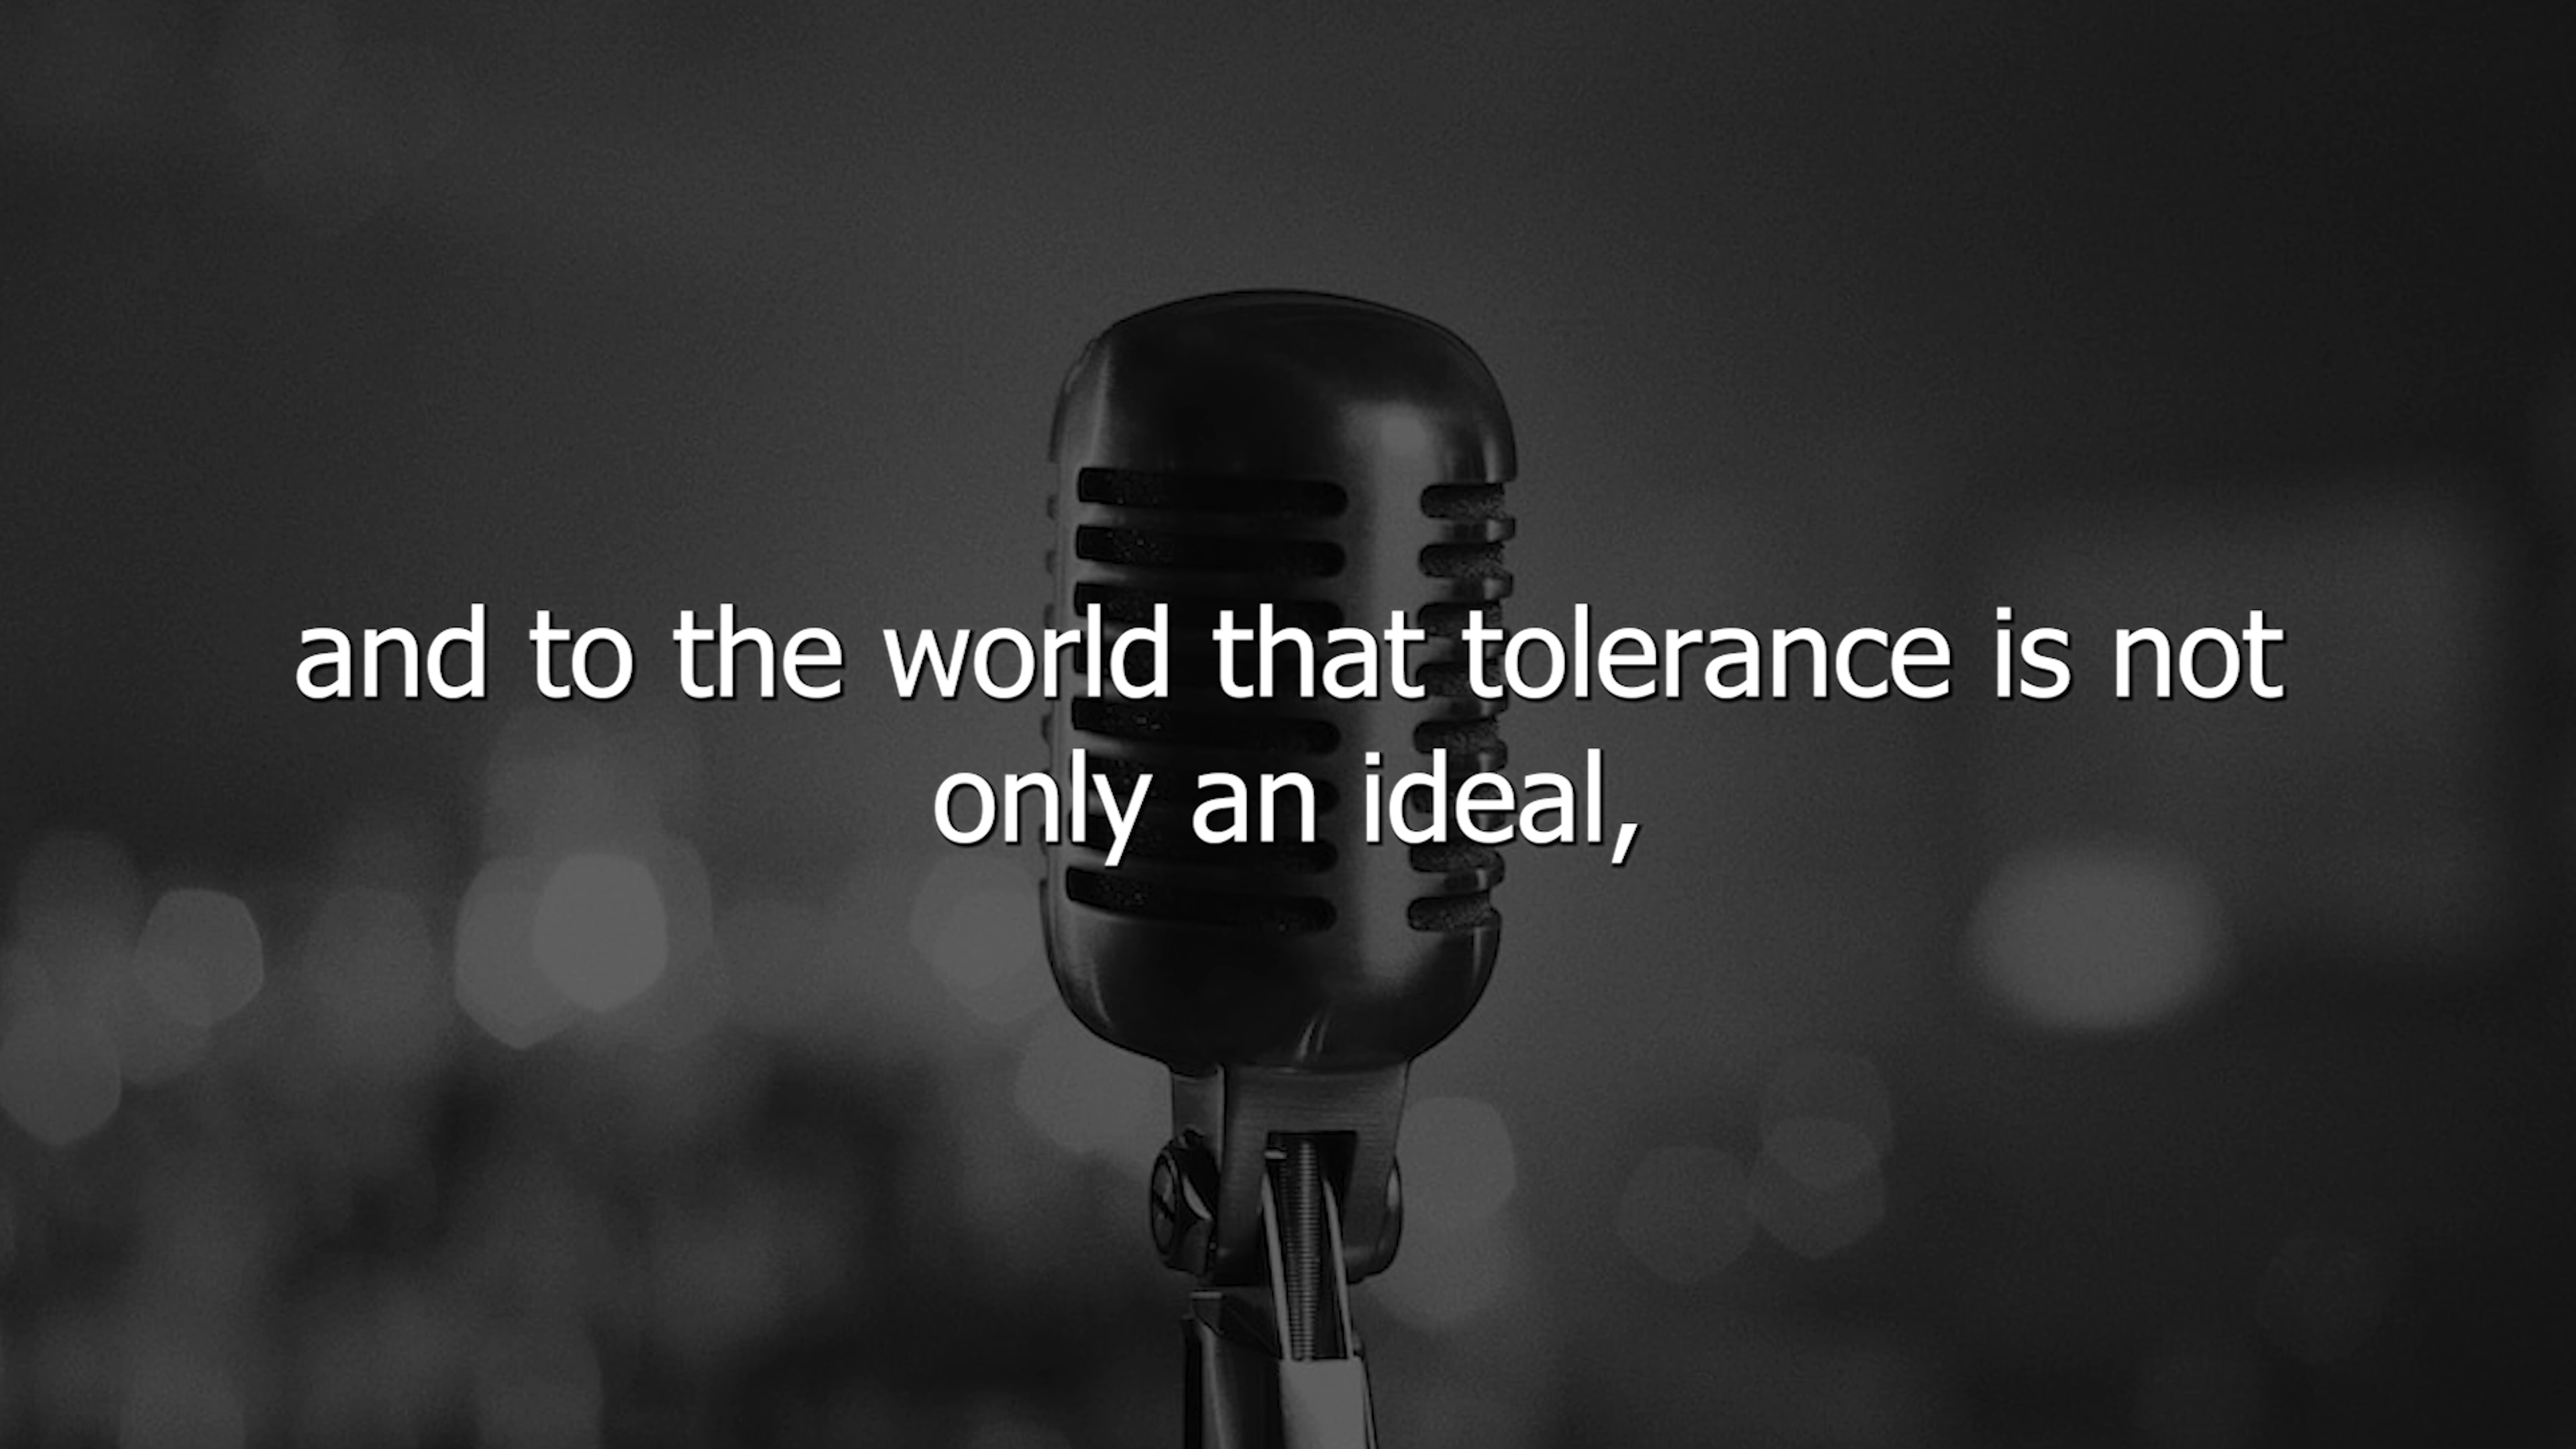 and to the world that tolerance is not
only an ideal,